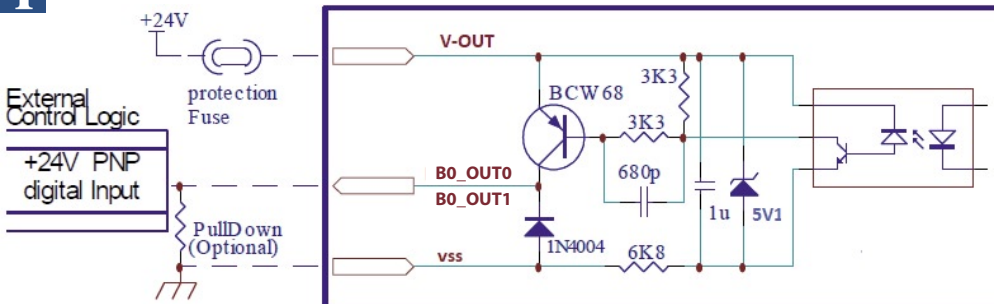 +24V
protection
Fuse
External
Control Logic
+24V PNP
digital Input
PullDown
(Optional)
V-OUT
BCW68
3K3
3K3
680p
B0_OUT0
B0_OUT1
1u
5V1
1N4004
vss
6K8